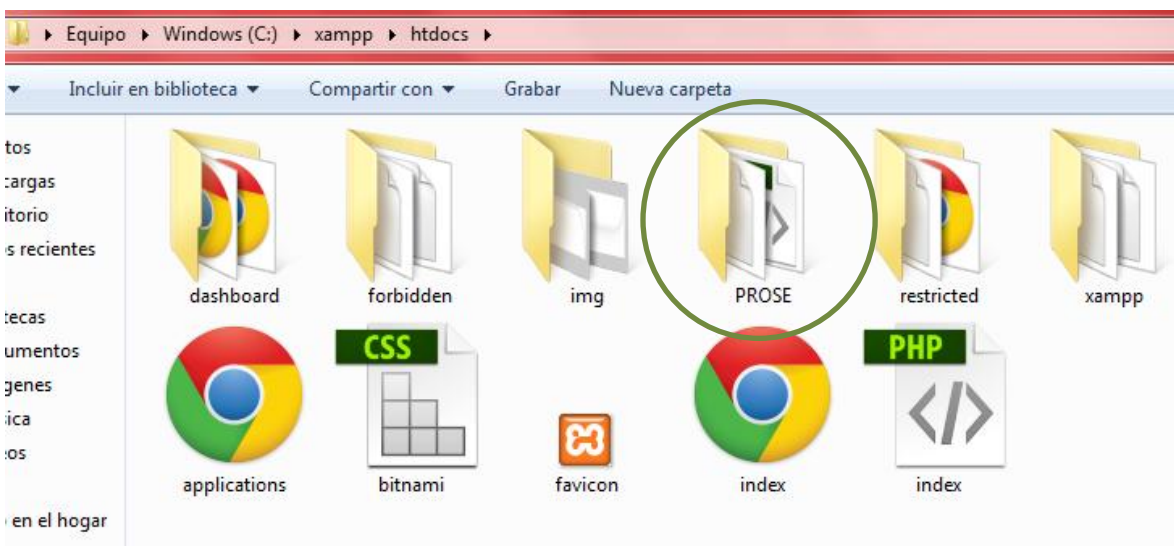 Equipo Windows (C:) xampp htdocs
Incluir en biblioteca Compartir con Grabar Nueva carpeta
tos
cargas
itorio
s recientes
tecas
umentos
genes
sica
eos
en el hogar
dashboard forbidden img PROSE restricted xampp
CSS PHP
applications bitnami favicon index index